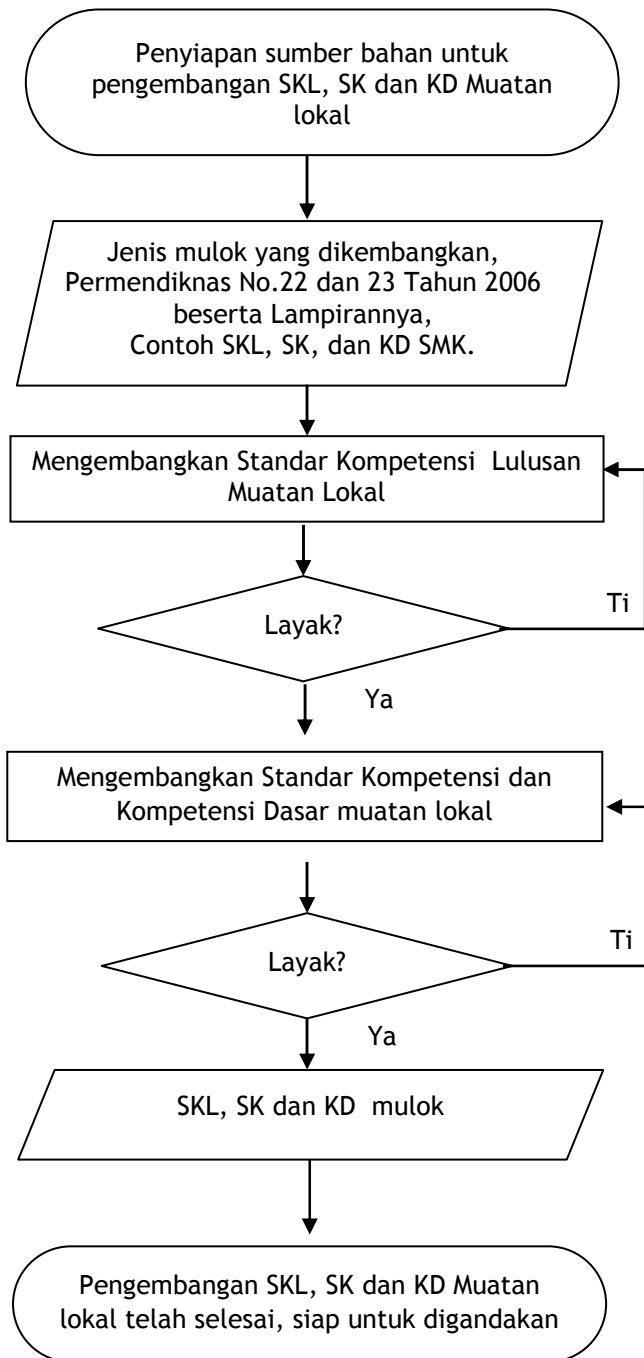 Penyiapan sumber bahan untuk
pengembangan SKL, SK dan KD Muatan
lokal
Jenis mulok yang dikembangkan,
Permendiknas No.22 dan 23 Tahun 2006
beserta Lampirannya,
Contoh SKL, SK, dan KD SMK.
Mengembangkan Standar Kompetensi Lulusan
Muatan Lokal
Layak?
Ti
Ya
Mengembangkan Standar Kompetensi dan
Kompetensi Dasar muatan lokal
Layak?
Ti
Ya
SKL, SK dan KD mulok
Pengembangan SKL, SK dan KD Muatan
lokal telah selesai, siap untuk digandakan